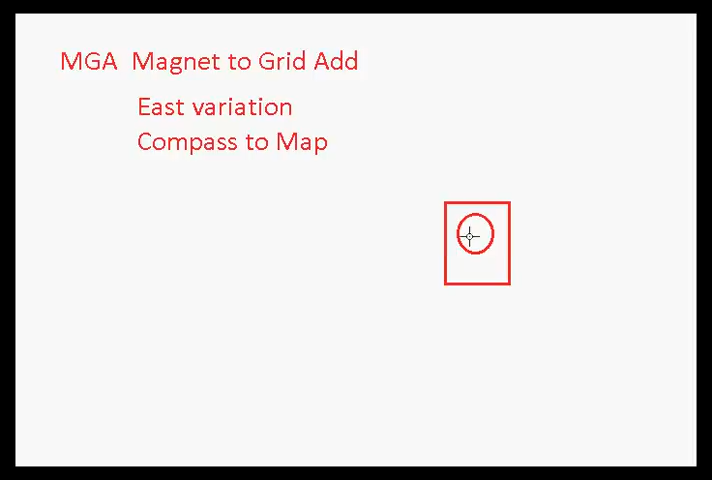 MGA Magnet to Grid Add
East variation
Compass to Map